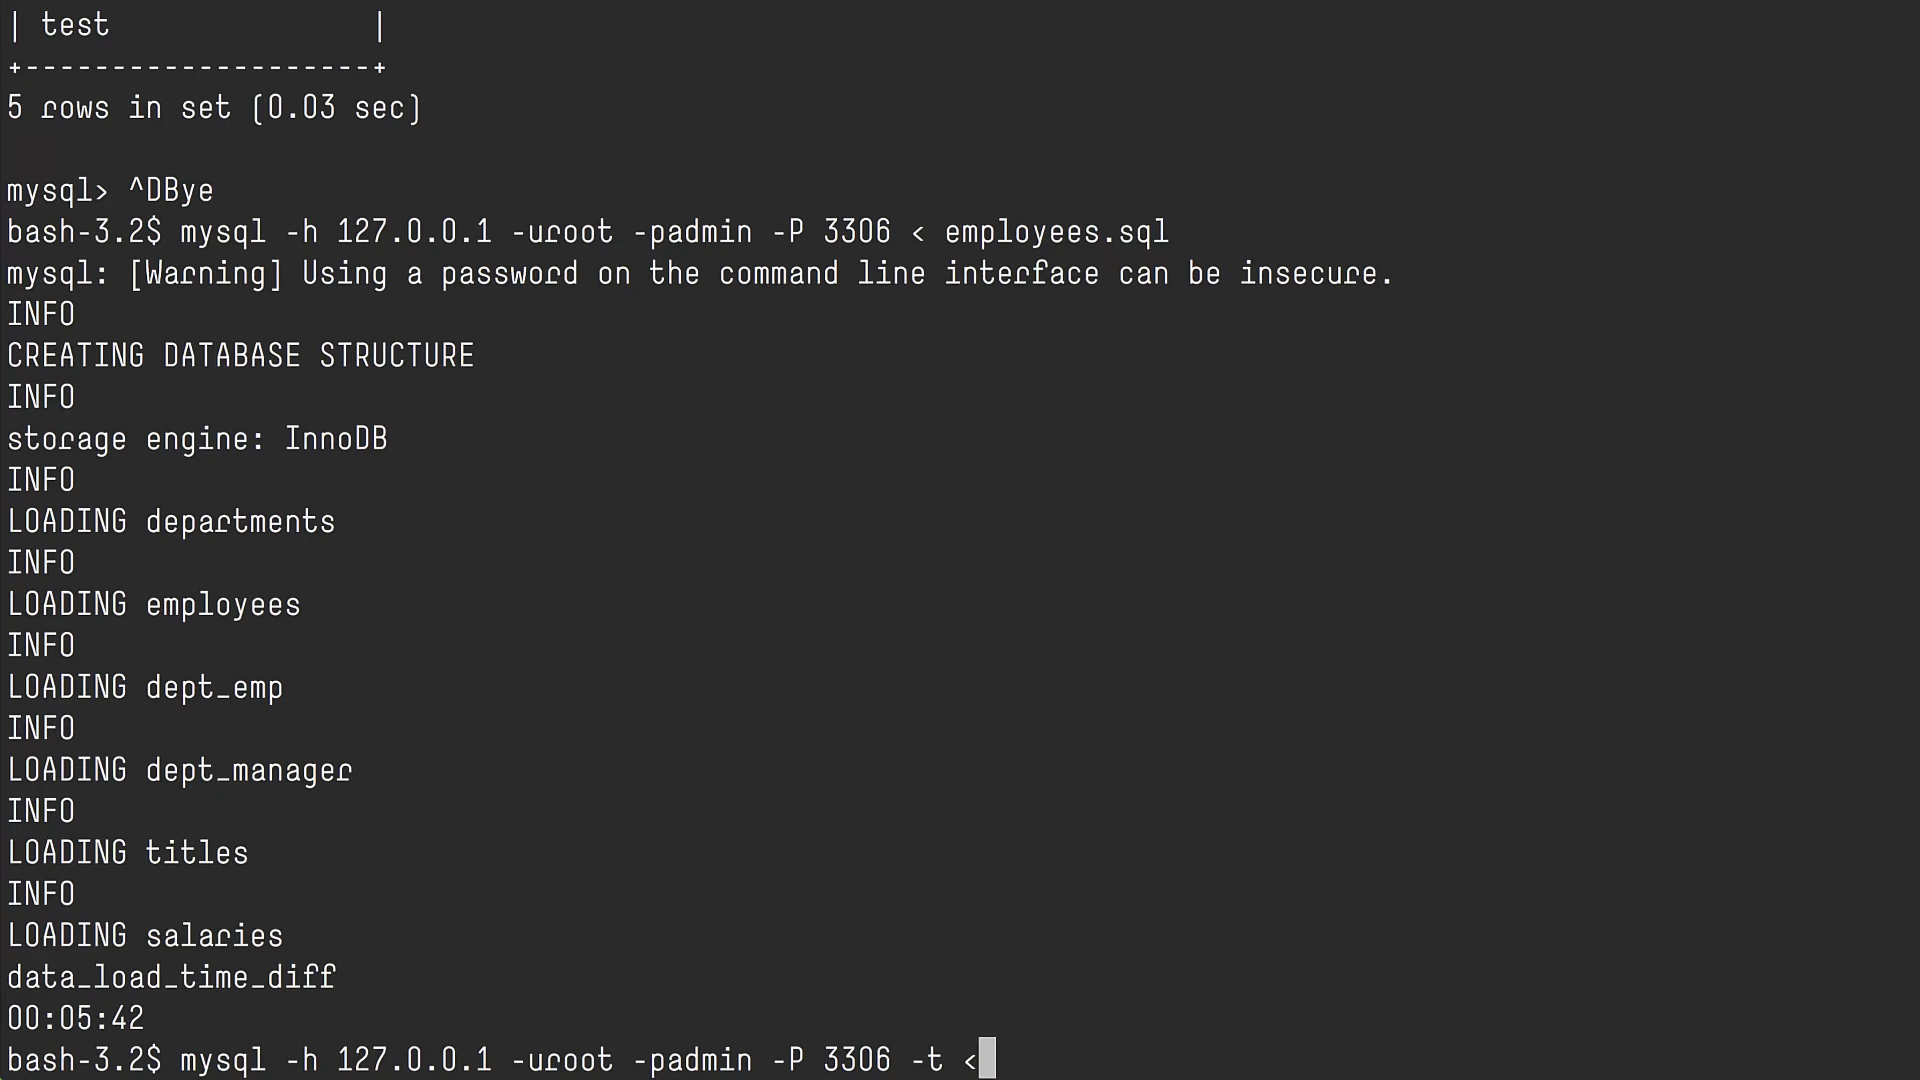 | test               |
+--------------------+
5 rows in set (0.03 sec)
mysql> ^DBye
bash-3.2$ mysql -h 127.0.0.1 -uroot -padmin -P 3306 < employees.sql
mysql: [Warning] Using a password on the command line interface can be insecure.
INFO
CREATING DATABASE STRUCTURE
INFO
storage engine: InnoDB
INFO
LOADING departments
INFO
LOADING employees
INFO
LOADING dept_emp
INFO
LOADING dept_manager
INFO
LOADING titles
INFO
LOADING salaries
data_load_time_diff
00:05:42
bash-3.2$ mysql -h 127.0.0.1 -uroot -padmin -P 3306 -t <